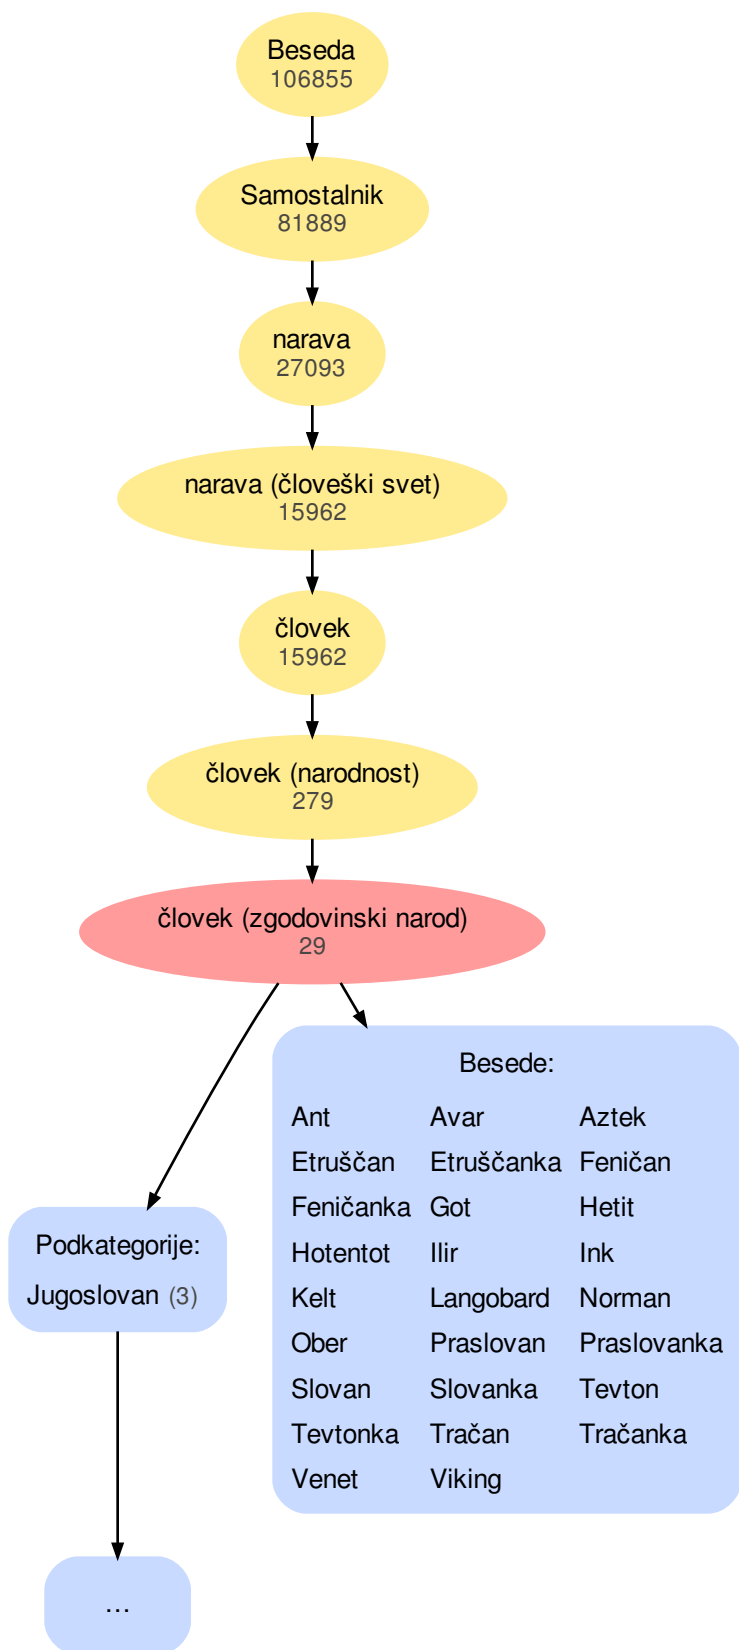 Beseda
106855
Samostalnik
81889
narava
27093
narava (človeški svet)
15962
človek
15962
človek (narodnost)
279
človek (zgodovinski narod)
29
Besede:
Ant Avar Aztek
Etruščan Etruščanka Feničan
Feničanka Got Hetit
Hotentot Ilir Ink
Kelt Langobard Norman
Ober Praslovan Praslovanka
Slovan Slovanka Tevton
Tevtonka Tračan Tračanka
Venet Viking
Podkategorije:
Jugoslovan (3)
...